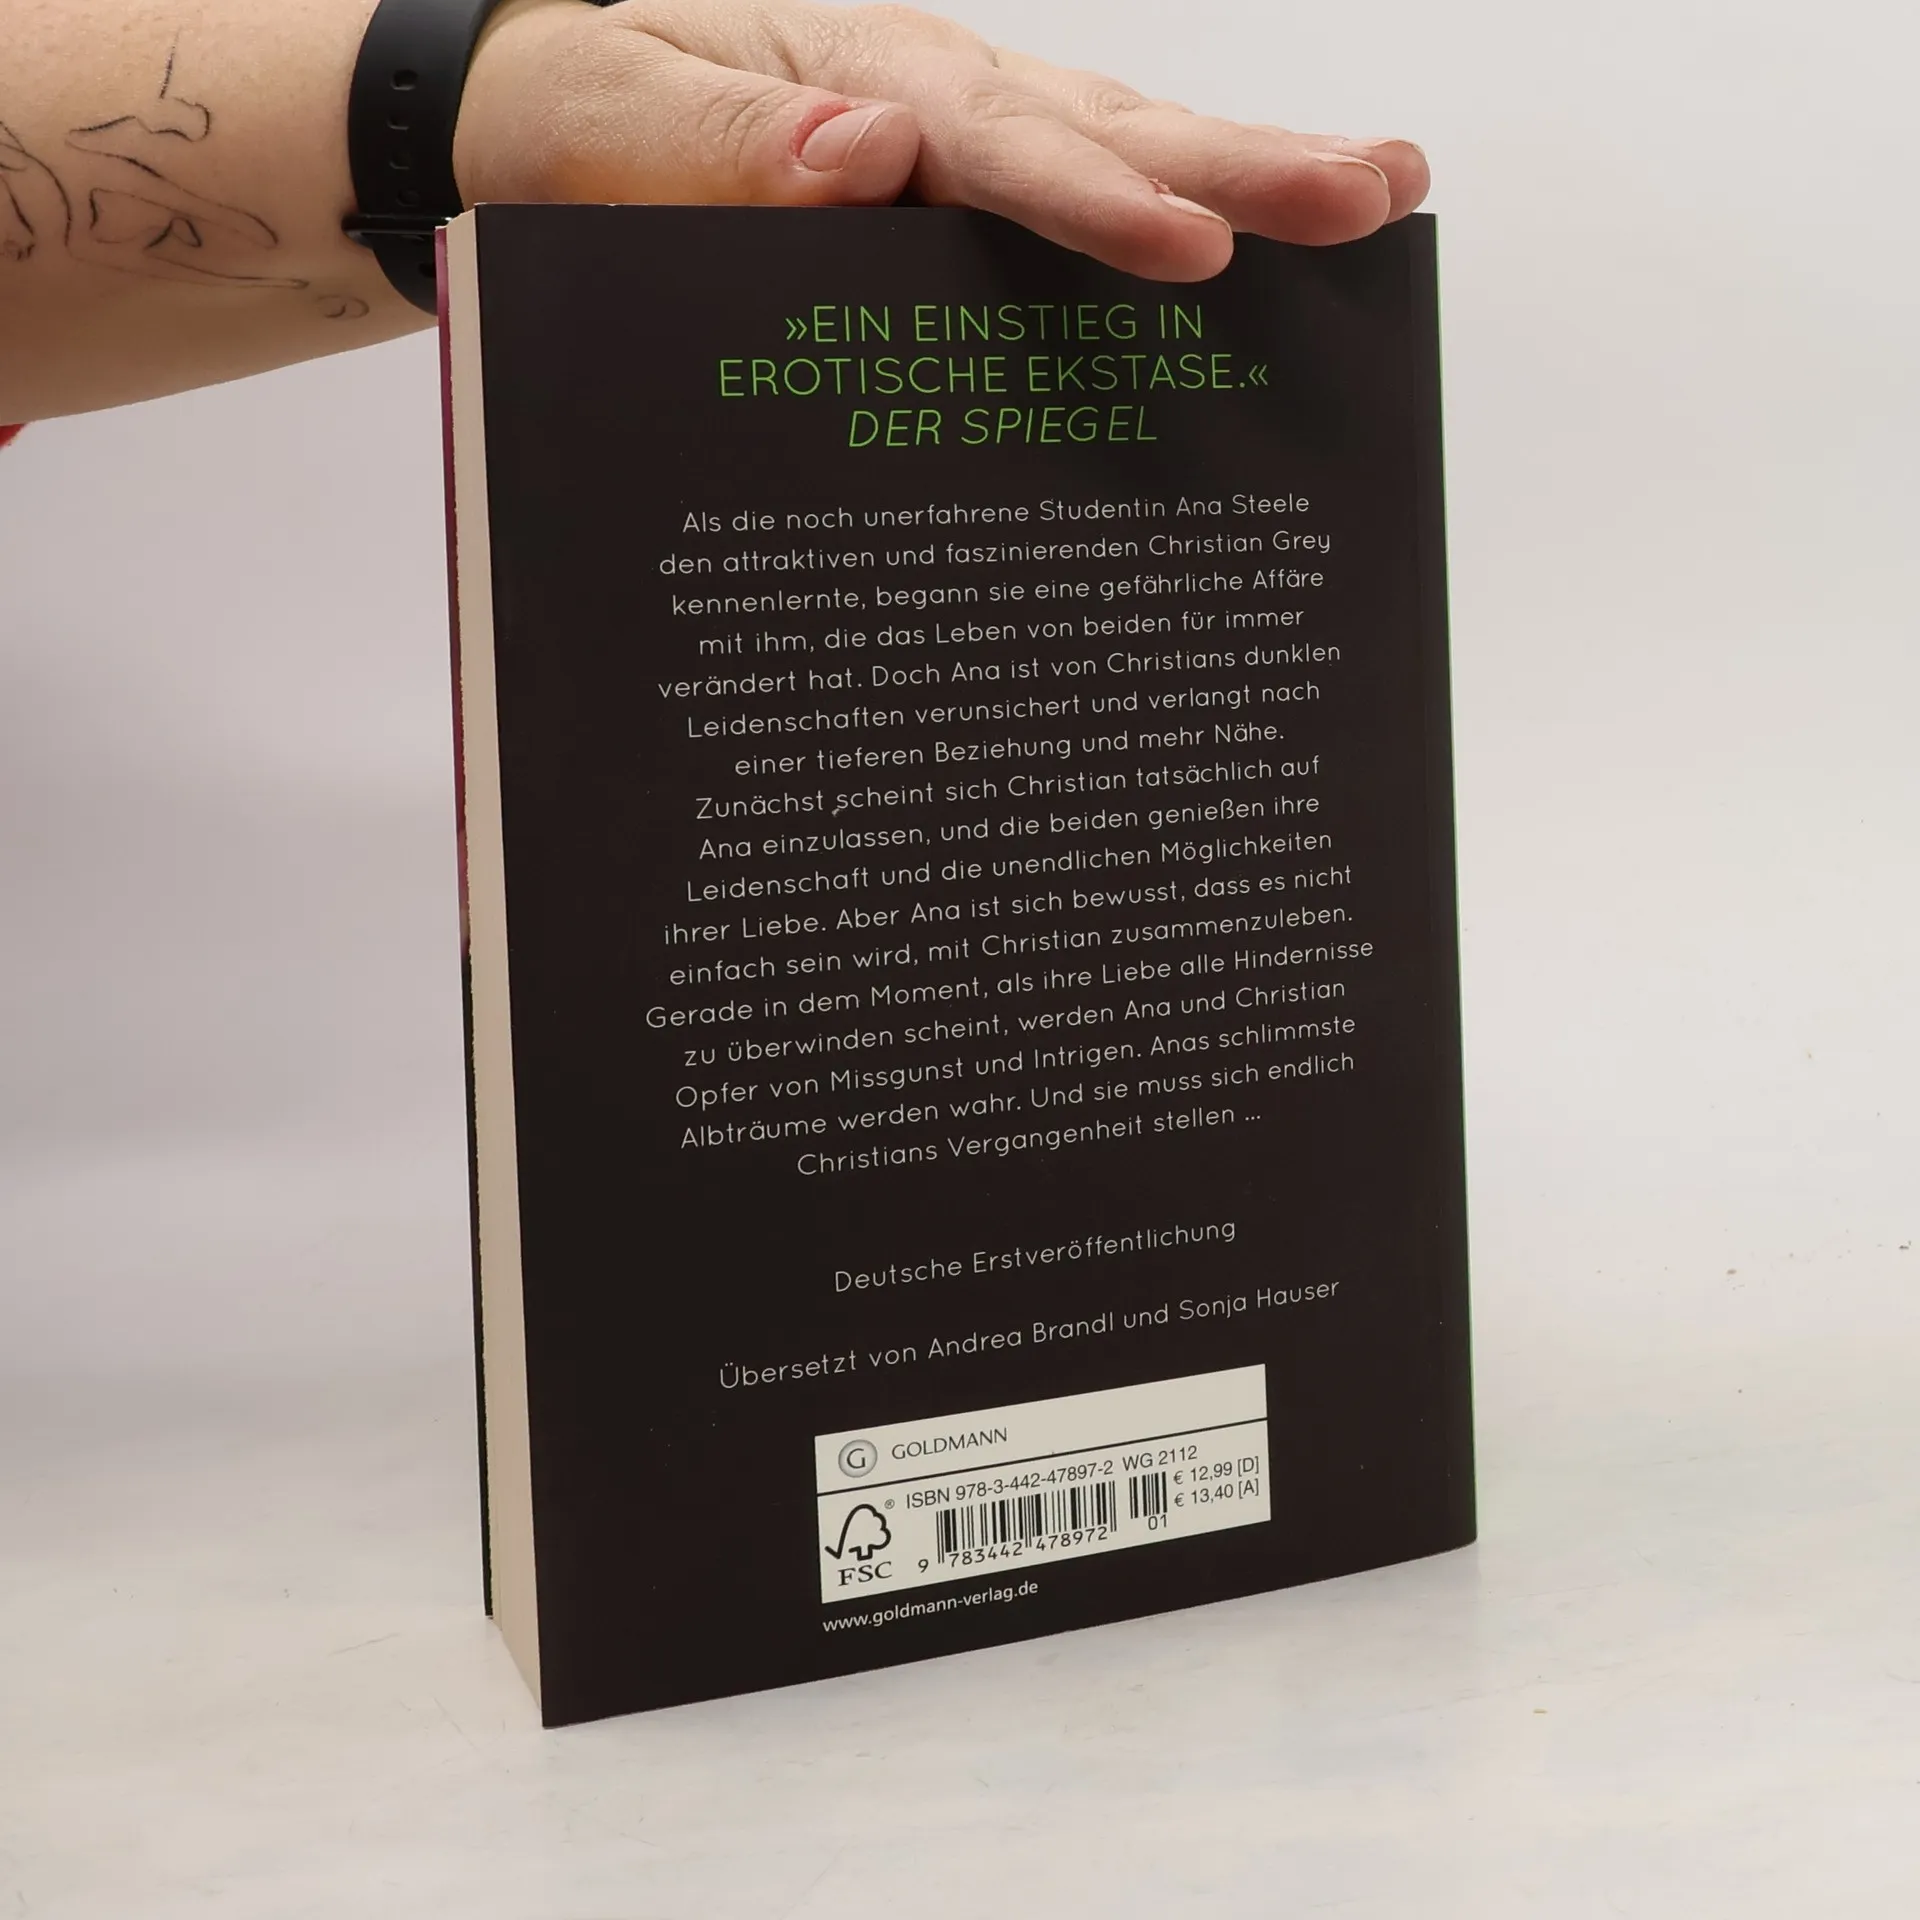 »EIN EINSTIEG IN
EROTISCHE EKSTASE.«
DER SPIEGEL
Als die noch unerfahrene Studentin Ana Steele
den attraktiven und faszinierenden Christian Grey
kennenlernte, begann sie eine gefährliche Affäre
mit ihm, die das Leben von beiden für immer
verändert hat. Doch Ana ist von Christians dunklen
Leidenschaften verunsichert und verlangt nach
einer tieferen Beziehung und mehr Nähe.
Zunächst scheint sich Christian tatsächlich auf
Ana einzulassen, und die beiden genießen ihre
Leidenschaft und die unendlichen Möglichkeiten
ihrer Liebe. Aber Ana ist sich bewusst, dass es nicht
einfach sein wird, mit Christian zusammenzuleben.
Gerade in dem Moment, als ihre Liebe alle Hindernisse
zu überwinden scheint, werden Ana und Christian
Opfer von Missgunst und Intrigen. Anas schlimmste
Albträume werden wahr. Und sie muss sich endlich
Christians Vergangenheit stellen ...
Deutsche Erstveröffentlichung
Übersetzt von Andrea Brandl und Sonja Hauser
G GOLDMANN
ISBN 978-3-442-47897-2 WG 2112
€ 12,99 [D]
€ 13,40 [A]
®
FSC
9 783442 478972 01
www.goldmann-verlag.de